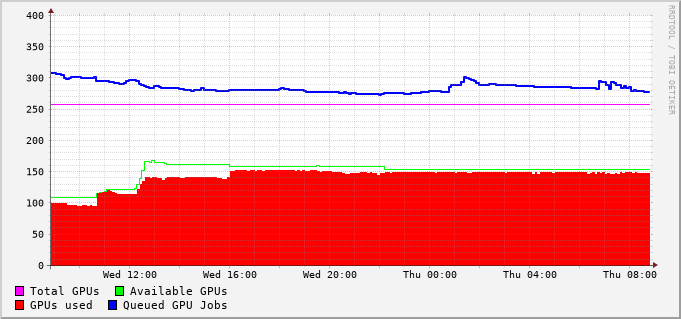 400
350
300
250
200
150
100
50
0
Wed 12:00 Wed 16:00 Wed 20:00 Thu 00:00 Thu 04:00 Thu 08:00
Total GPUs Available GPUs
GPUs used Queued GPU Jobs
RRDTOOL / TOBI OETIKER